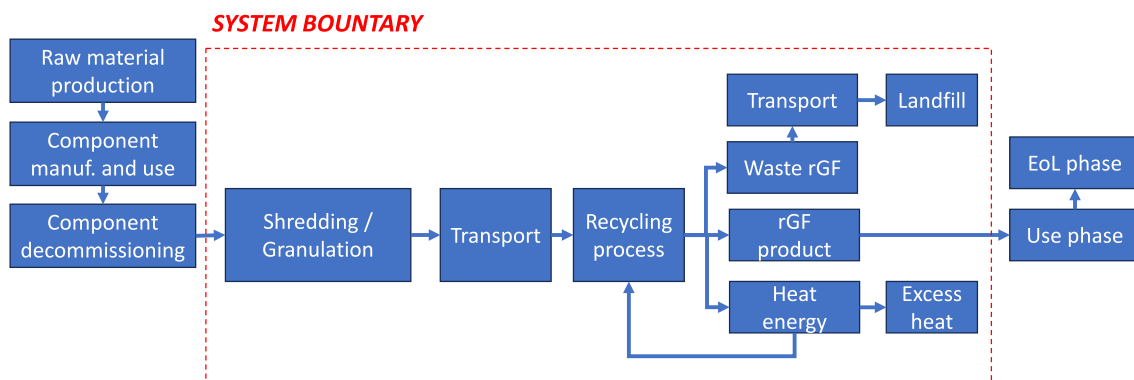 SYSTEM BOUNTARY
Raw material
production
Component
manuf. and use
Component
decommissioning
Shredding /
Granulation
Transport
Recycling
process
Transport
Landfill
Waste rGF
rGF
product
Heat
energy
Excess
heat
EoL phase
Use phase